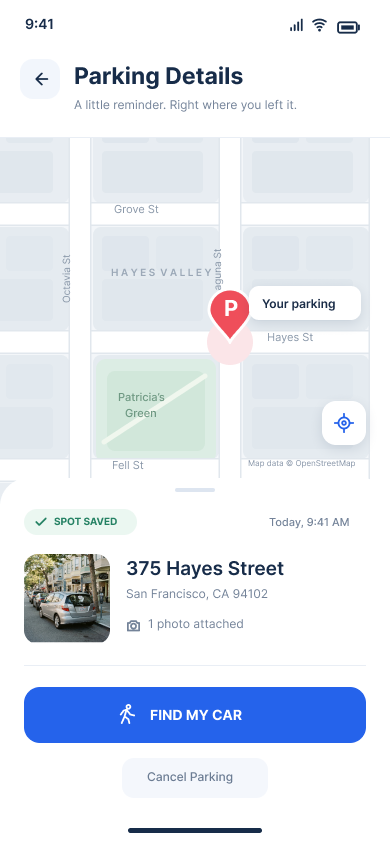 9:41
Parking Details
A little reminder. Right where you left it.
Grove St
Octavia St
HAYES VALLEY
aguna St
P
Your parking
Hayes St
Patricia's
Green
Fell St
Map data © OpenStreetMap
SPOT SAVED
Today, 9:41 AM
375 Hayes Street
San Francisco, CA 94102
1 photo attached
FIND MY CAR
Cancel Parking